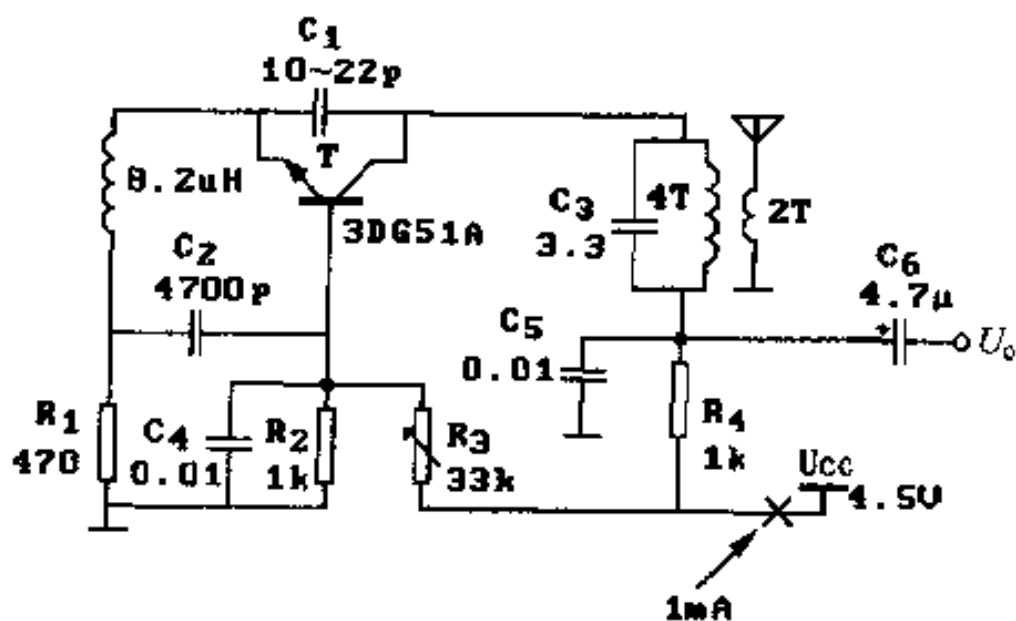 C1
10~22p
T
8.2uH
3DG51A
C2
4700p
C3
3.3
4T
2T
C6
4.7μ
+
Uo
C5
0.01
R1
470
C4
0.01
R2
1k
R3
33k
R4
1k
UCC
4.5V
1mA